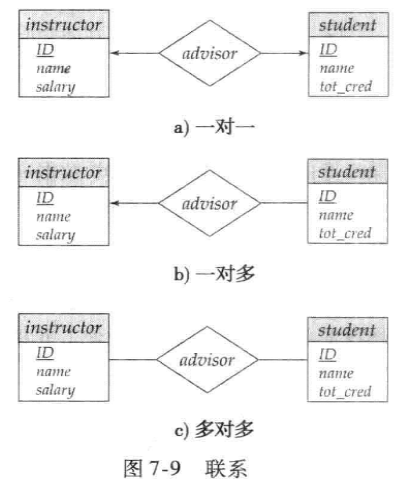 instructor
ID
name
salary
advisor
student
ID
name
tot_cred
a) 一对一
instructor
ID
name
salary
advisor
student
ID
name
tot_cred
b) 一对多
instructor
ID
name
salary
advisor
student
ID
name
tot_cred
c) 多对多
图 7-9 联系